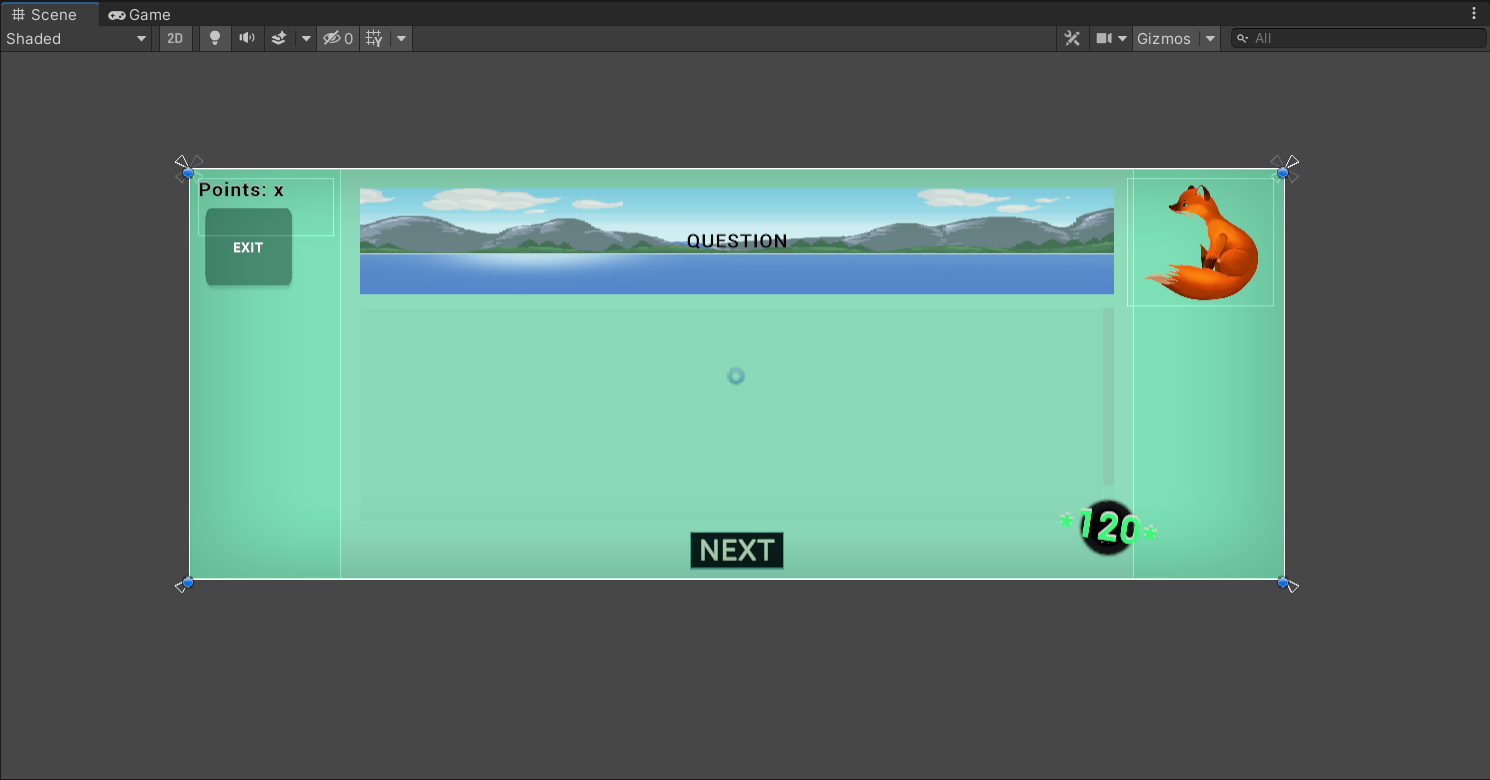 Scene Game
Shaded 2D 0 Gizmos All
Points: x
EXIT
QUESTION
*120*
NEXT